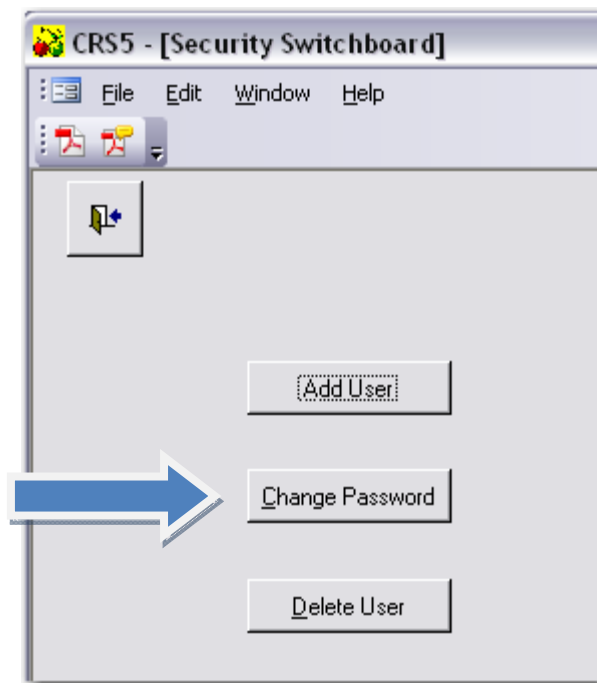 CRS5 - [Security Switchboard]
File Edit Window Help
Add User
Change Password
Delete User